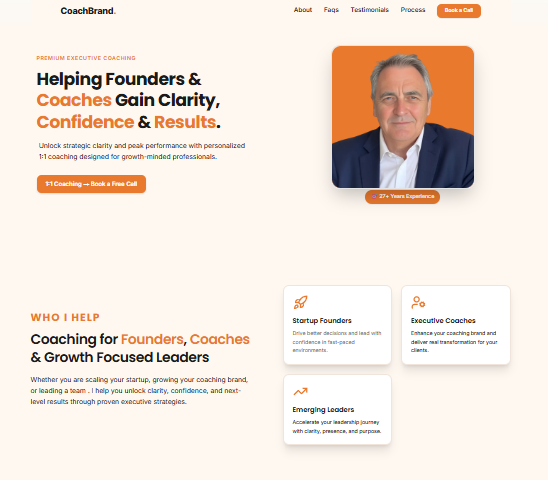 CoachBrand.
About Faqs Testimonials Process Book a Call
PREMIUM EXECUTIVE COACHING
Helping Founders &
Coaches Gain Clarity,
Confidence & Results.
Unlock strategic clarity and peak performance with personalized
1:1 coaching designed for growth-minded professionals.
1:1 Coaching → Book a Free Call
27+ Years Experience
WHO I HELP
Coaching for Founders, Coaches
& Growth Focused Leaders
Whether you are scaling your startup, growing your coaching brand,
or leading a team . I help you unlock clarity, confidence, and next-
level results through proven executive strategies.
Startup Founders
Drive better decisions and lead with
confidence in fast-paced
environments.
Executive Coaches
Enhance your coaching brand and
deliver real transformation for your
clients.
Emerging Leaders
Accelerate your leadership journey
with clarity, presence, and purpose.